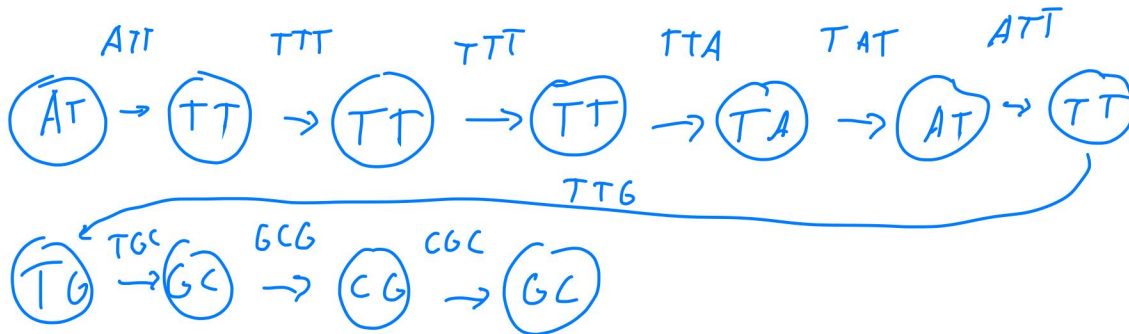 ATT TTT TTT TTA TAT ATT
AT → TT → TT → TT → TA → AT → TT
TTG
TGC GCG CGC
TG → GC → CG → GC